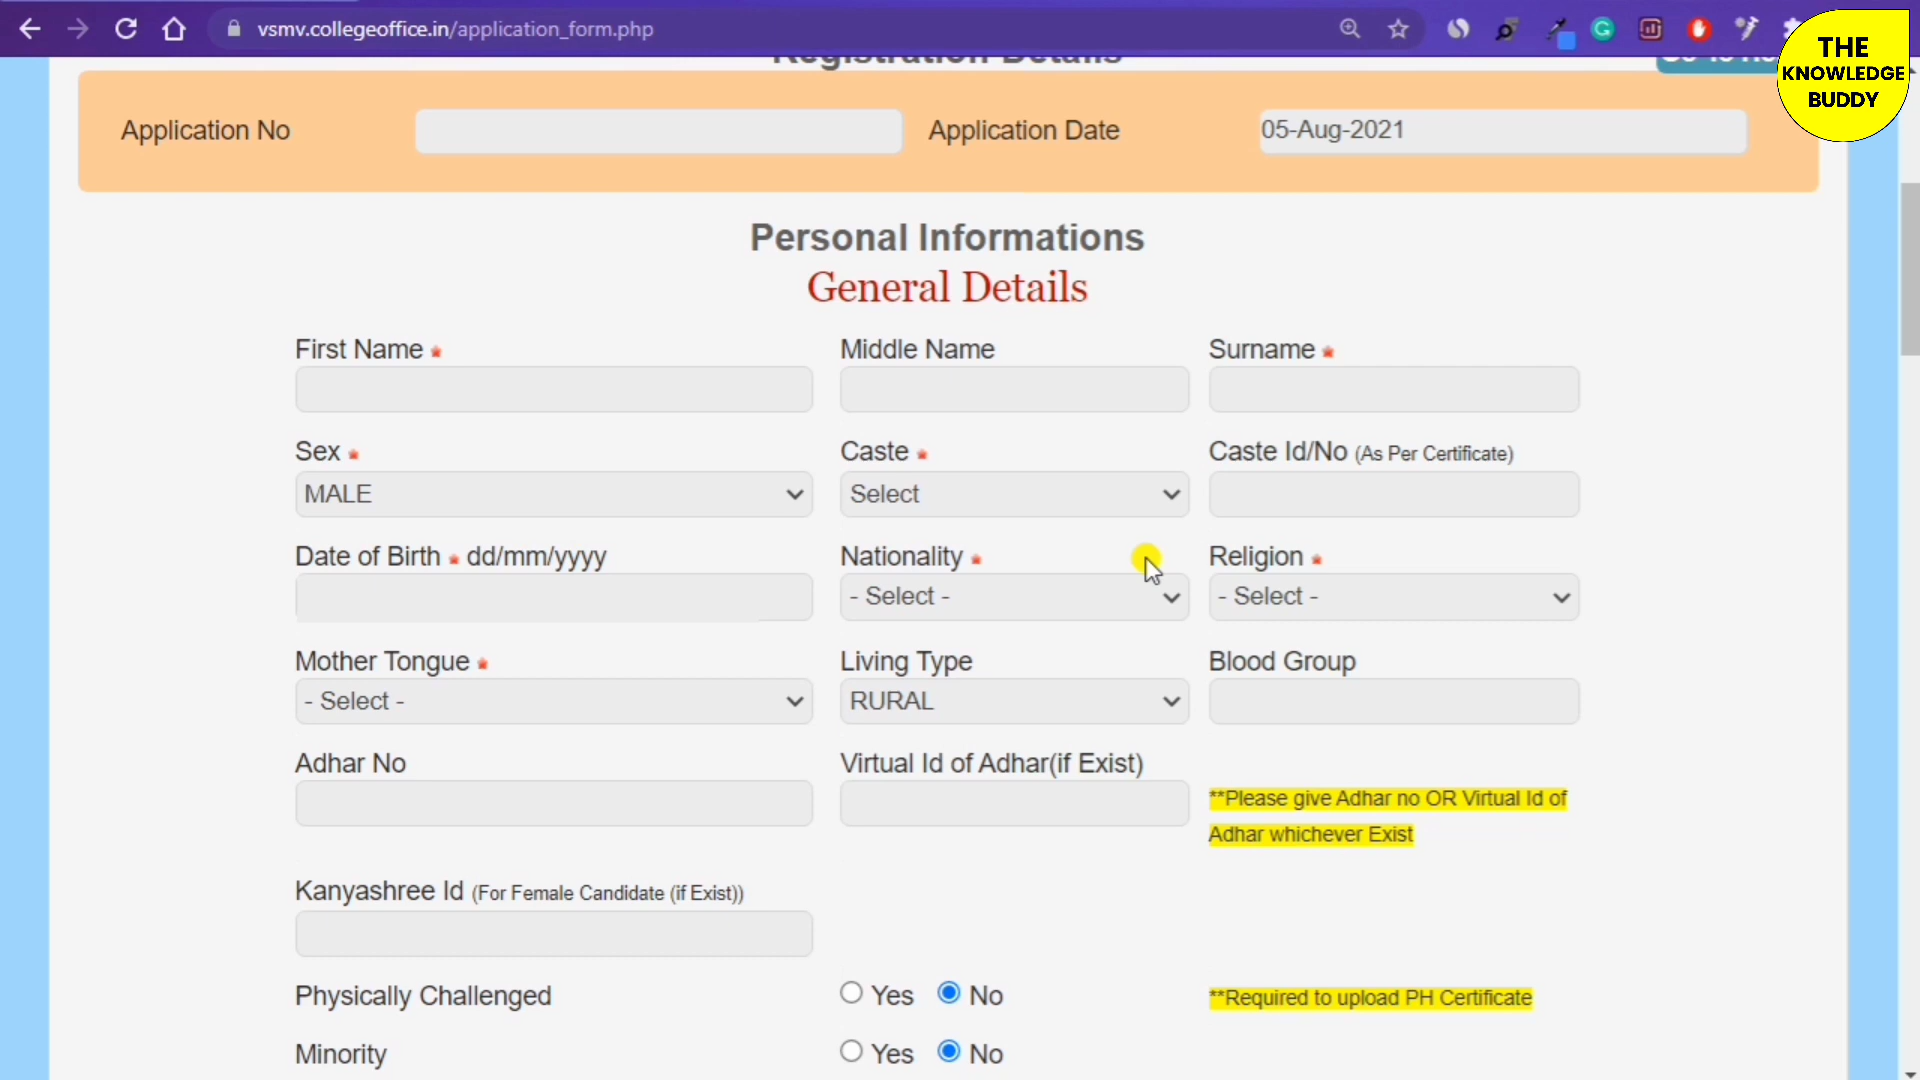 vsmv.collegeoffice.in/application_form.php
THE
KNOWLEDGE
BUDDY
Registration Details
Application No
Application Date
05-Aug-2021
Personal Informations
General Details
First Name *
Middle Name
Surname *
Sex *
Caste *
Caste Id/No (As Per Certificate)
MALE
Select
Date of Birth * dd/mm/yyyy
Nationality *
Religion *
- Select -
- Select -
Mother Tongue *
Living Type
Blood Group
- Select -
RURAL
Adhar No
Virtual Id of Adhar(if Exist)
**Please give Adhar no OR Virtual Id of
Adhar whichever Exist
Kanyashree Id (For Female Candidate (if Exist))
Physically Challenged
Yes No
**Required to upload PH Certificate
Minority
Yes No